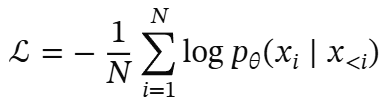 ℒ = − 1/N ∑_{i=1}^{N} log p_θ(x_i | x_{<i})